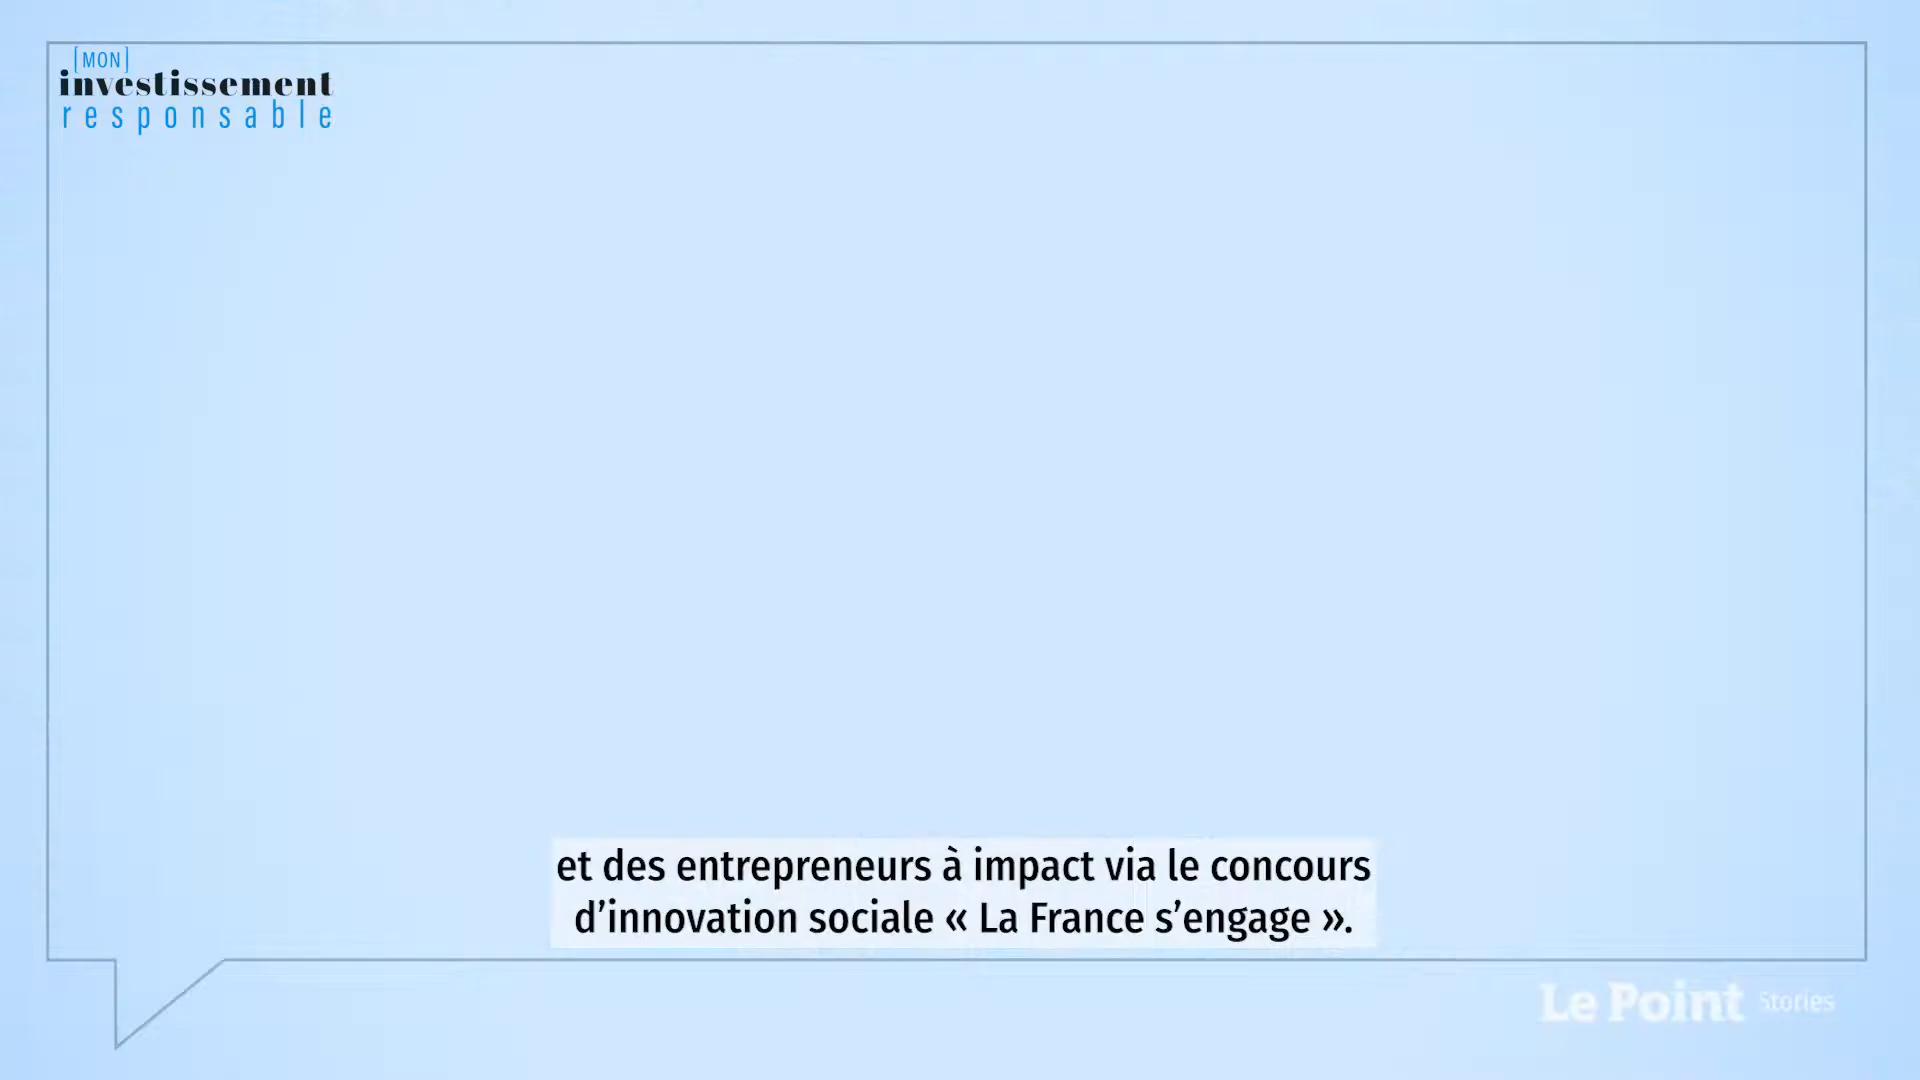 [MON]
investissement
responsable
et des entrepreneurs à impact via le concours
d’innovation sociale « La France s’engage ».
Le Point Stories